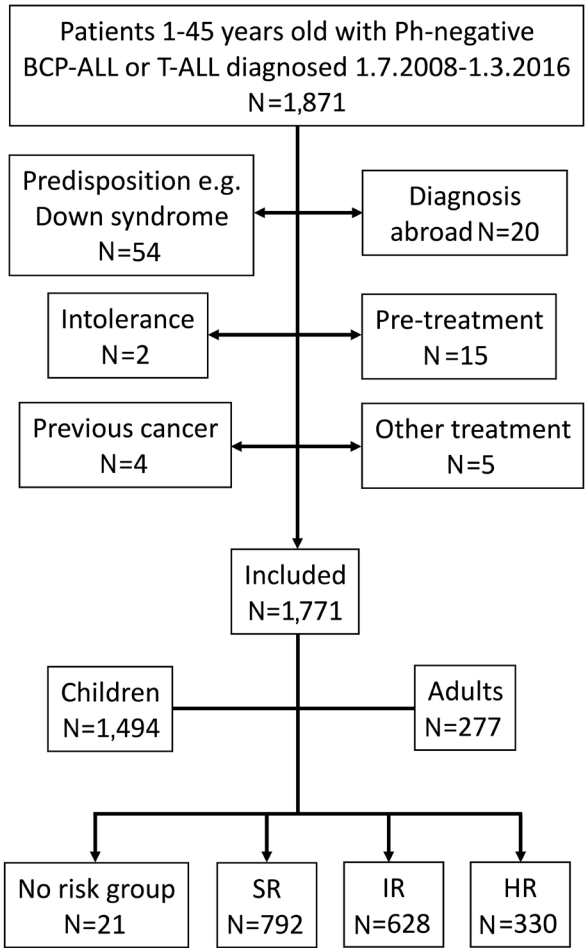 Patients 1-45 years old with Ph-negative
BCP-ALL or T-ALL diagnosed 1.7.2008-1.3.2016
N=1,871
Predisposition e.g.
Down syndrome
N=54
Diagnosis
abroad N=20
Intolerance
N=2
Pre-treatment
N=15
Previous cancer
N=4
Other treatment
N=5
Included
N=1,771
Children
N=1,494
Adults
N=277
No risk group
N=21
SR
N=792
IR
N=628
HR
N=330